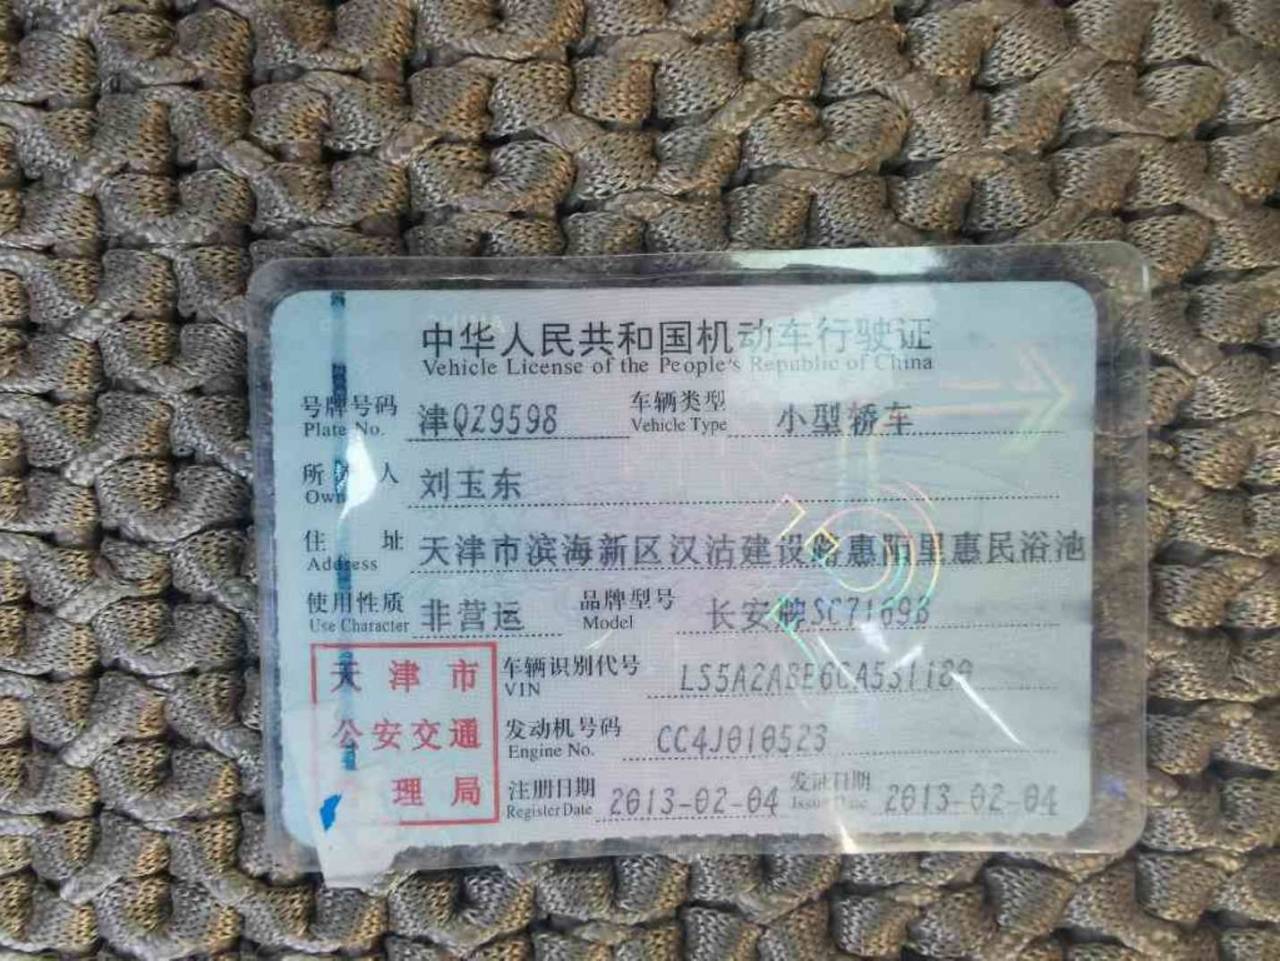 中华人民共和国机动车行驶证
Vehicle License of the People's Republic of China
号牌号码 津QZ9598 车辆类型 小型轿车
Plate No. Vehicle Type
所 人 刘玉东
住 址 天津市滨海新区汉沽建设路惠阳里惠民浴池
Address
使用性质 非营运 品牌型号 长安牌SC7169B
Use Character Model
车辆识别代号
VIN
发动机号码 CC4J010523
Engine No.
注册日期 2013-02-04 发证日期 2013-02-04
Register Date Issue Date
天津市
公安交通
理局